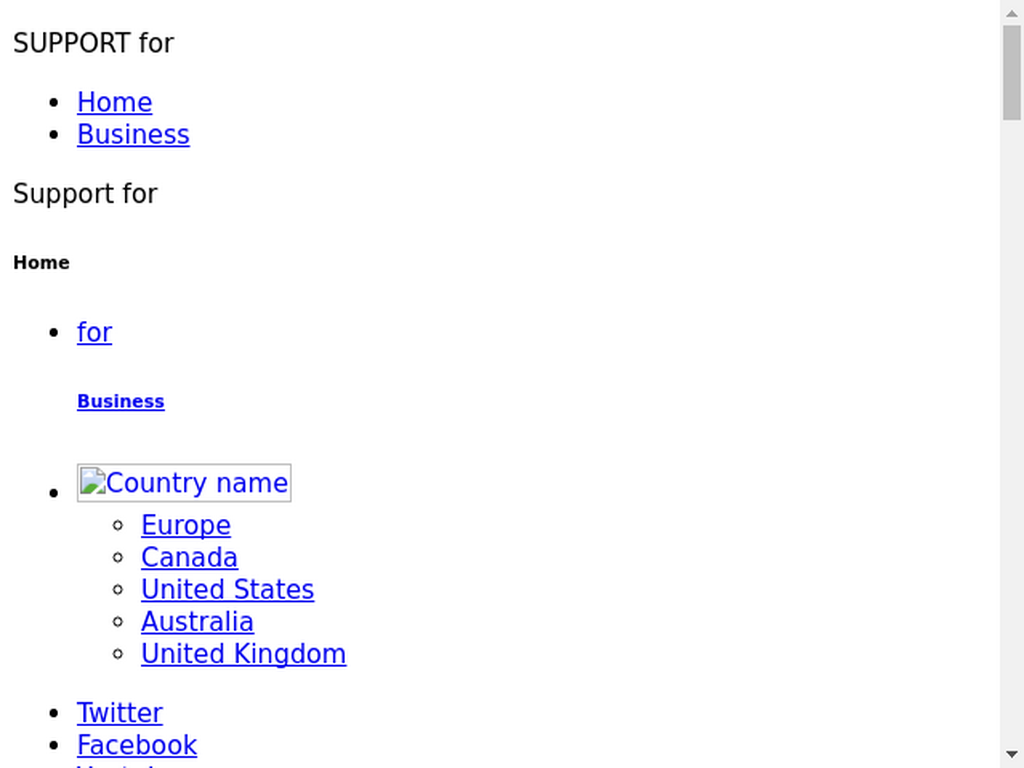 SUPPORT for
Home
Business
Support for
Home
for
Business
Country name
Europe
Canada
United States
Australia
United Kingdom
Twitter
Facebook